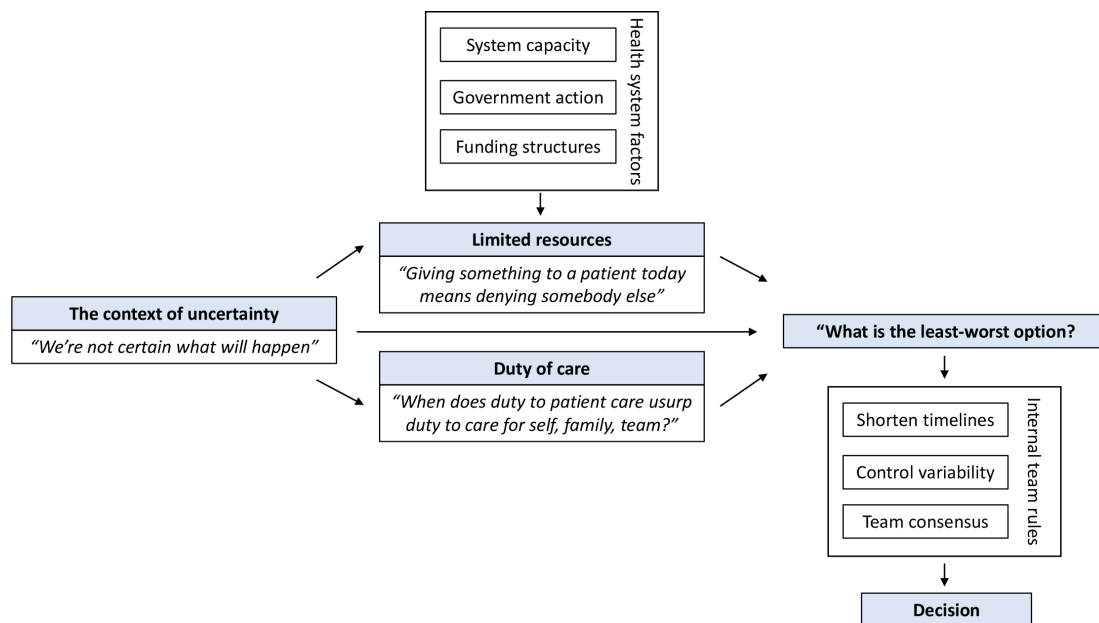 System capacity
Government action
Funding structures
Health system factors
Limited resources
“Giving something to a patient today
means denying somebody else”
The context of uncertainty
“We’re not certain what will happen”
Duty of care
“When does duty to patient care usurp
duty to care for self, family, team?”
“What is the least-worst option?
Shorten timelines
Control variability
Team consensus
Internal team rules
Decision